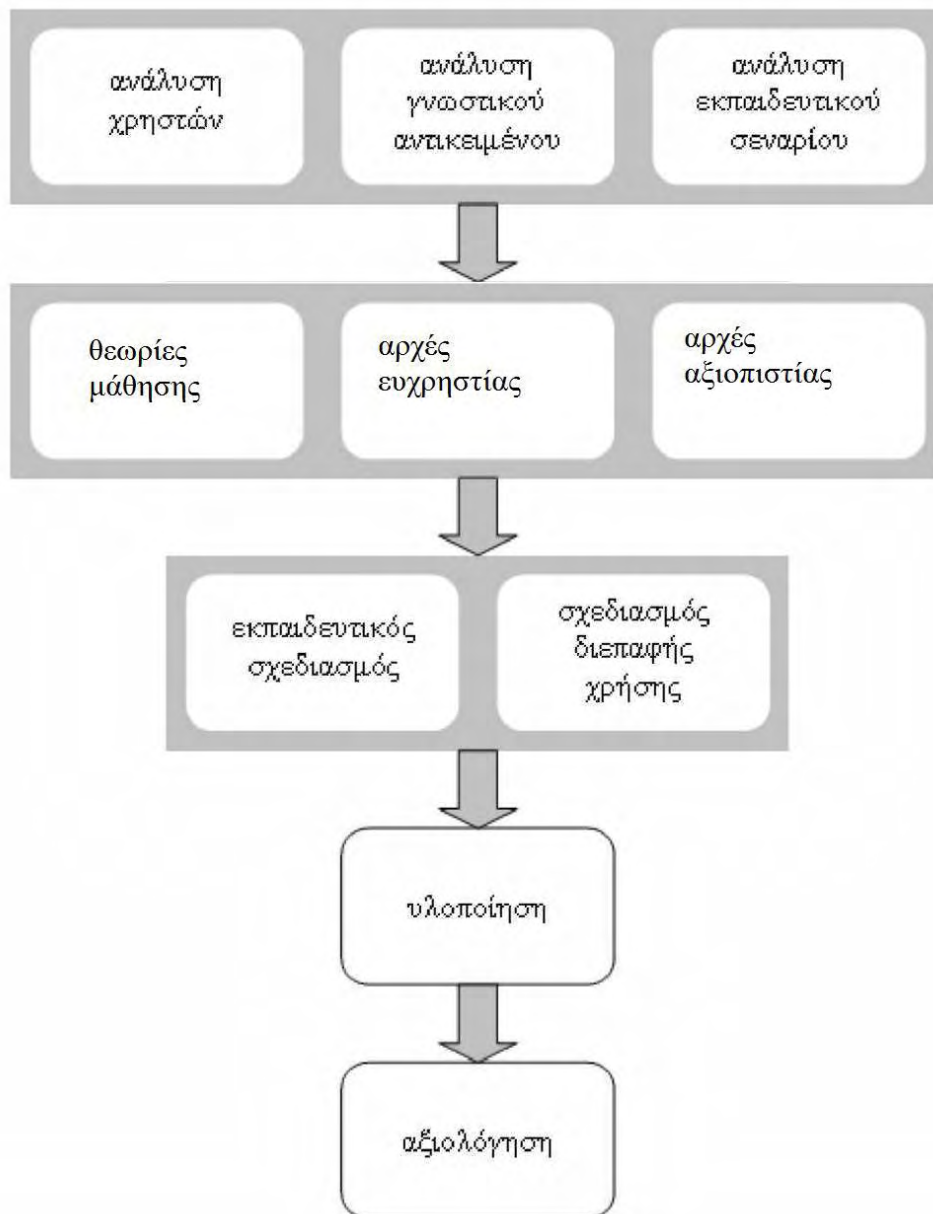 ανάλυση
χρηστών
ανάλυση
γνωστικού
αντικειμένου
ανάλυση
εκπαιδευτικού
σεναρίου
θεωρίες
μάθησης
αρχές
ευχρηστίας
αρχές
αξιοπιστίας
εκπαιδευτικός
σχεδιασμός
σχεδιασμός
διεπαφής
χρήσης
υλοποίηση
αξιολόγηση